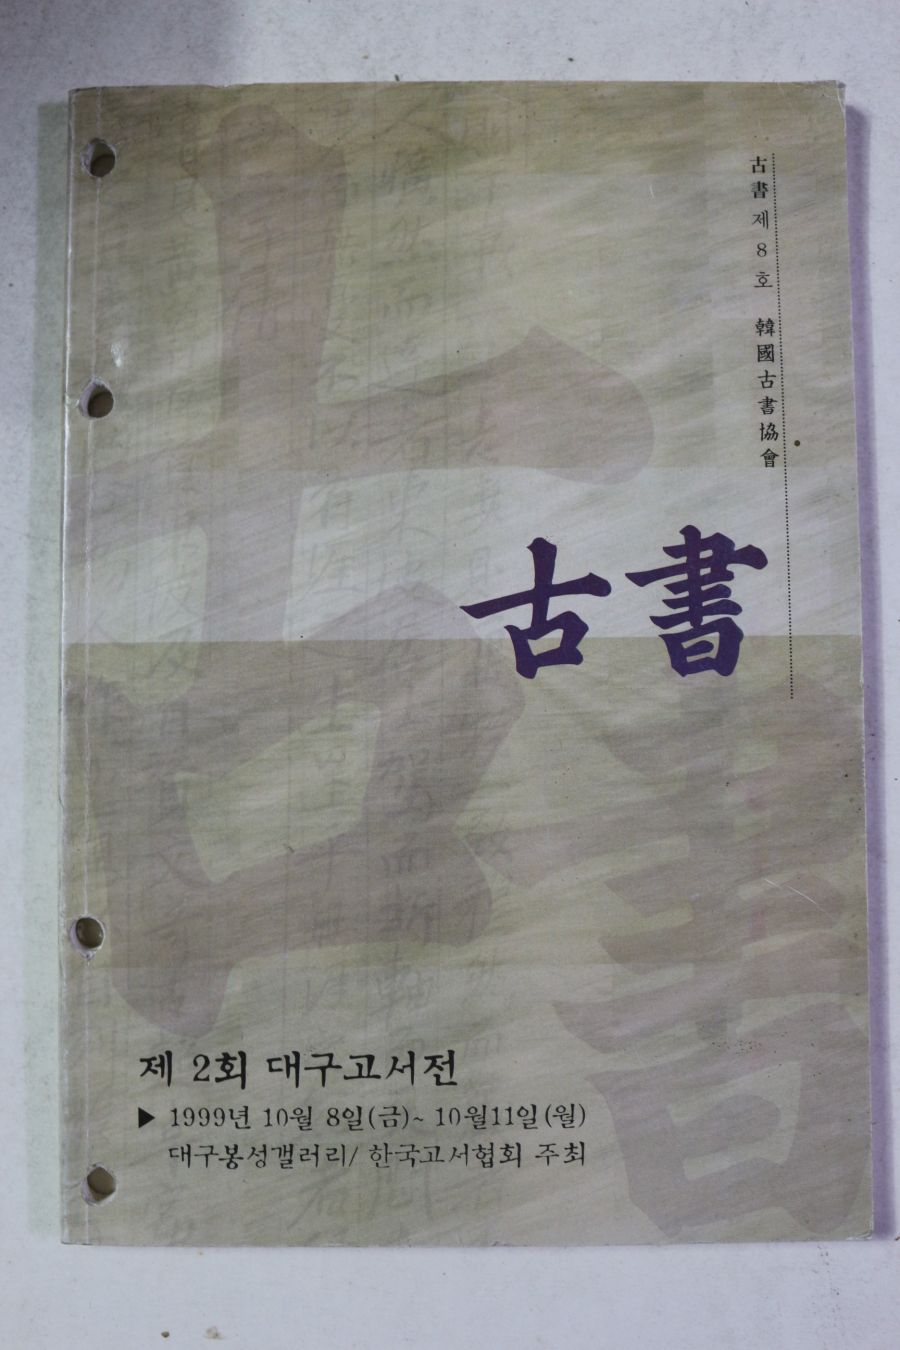 古書 제 8 호 韓國古書協會
古書
제 2회 대구고서전
▶ 1999년 10월 8일(금)~ 10월11일(월)
대구봉성갤러리/ 한국고서협회 주최